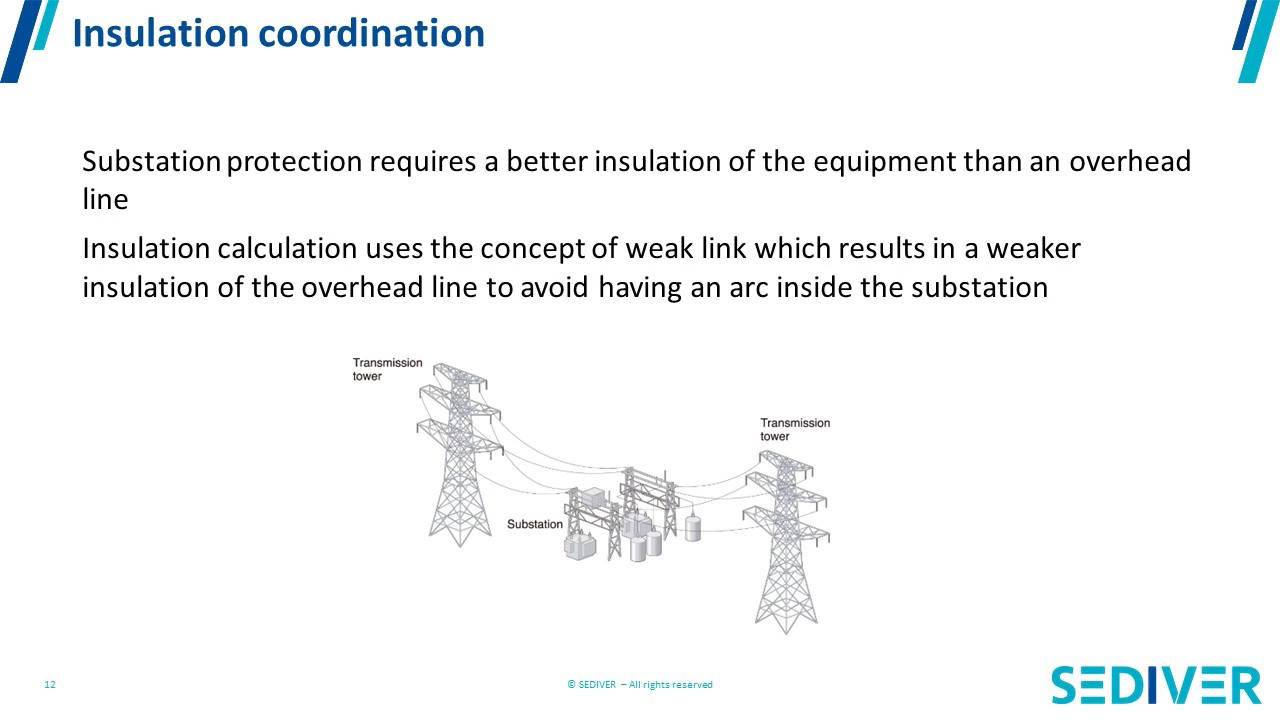 Insulation coordination
Substation protection requires a better insulation of the equipment than an overhead
line
Insulation calculation uses the concept of weak link which results in a weaker
insulation of the overhead line to avoid having an arc inside the substation
Transmission
tower
Transmission
tower
Substation
12
© SEDIVER – All rights reserved
SEDIVER